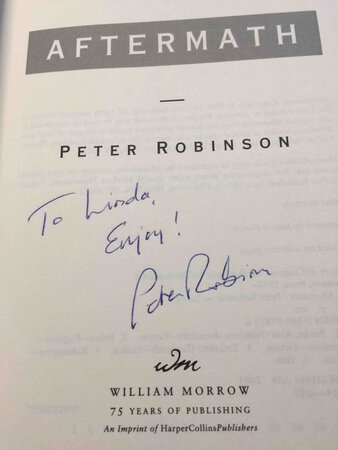 AFTERMATH
PETER ROBINSON
To Linda,
Enjoy!
Peter Robinson
wm
WILLIAM MORROW
75 YEARS OF PUBLISHING
An Imprint of HarperCollinsPublishers